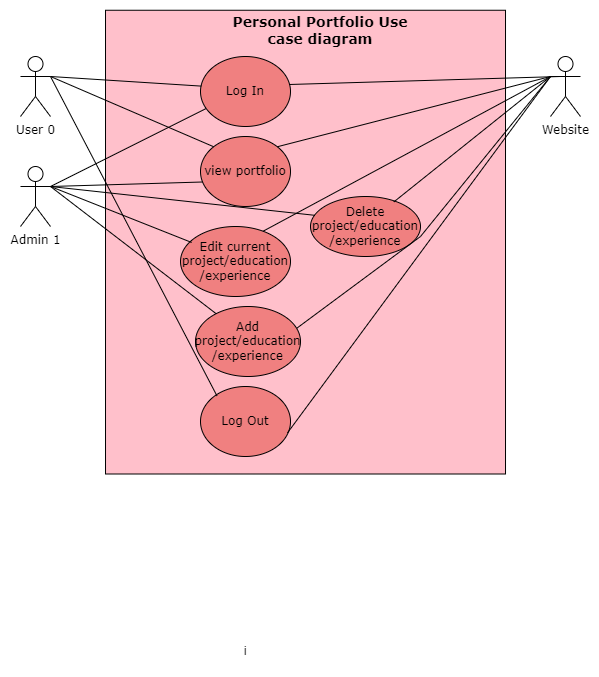 Personal Portfolio Use
case diagram
Log In
User 0
Website
view portfolio
Admin 1
Delete
project/education
/experience
Edit current
project/education
/experience
Add
project/education
/experience
Log Out
i